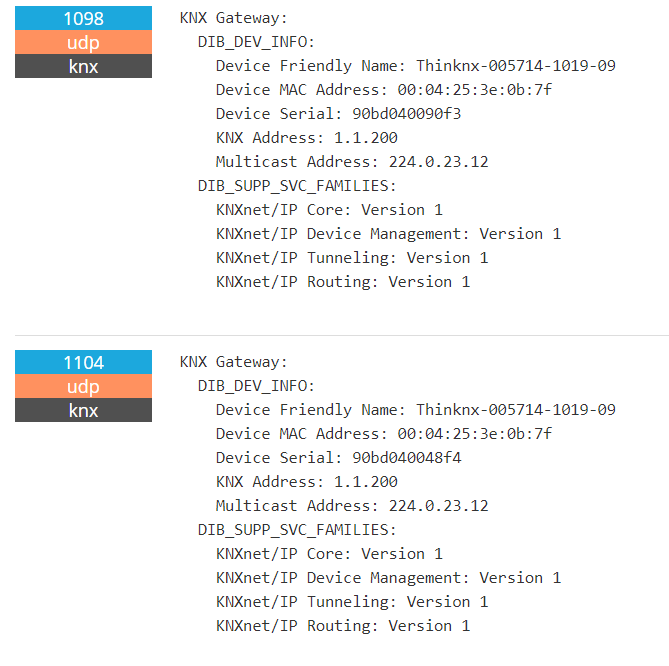 1098
udp
knx
KNX Gateway:
DIB_DEV_INFO:
Device Friendly Name: Thinknx-005714-1019-09
Device MAC Address: 00:04:25:3e:0b:7f
Device Serial: 90bd040090f3
KNX Address: 1.1.200
Multicast Address: 224.0.23.12
DIB_SUPP_SVC_FAMILIES:
KNXnet/IP Core: Version 1
KNXnet/IP Device Management: Version 1
KNXnet/IP Tunneling: Version 1
KNXnet/IP Routing: Version 1
1104
udp
knx
KNX Gateway:
DIB_DEV_INFO:
Device Friendly Name: Thinknx-005714-1019-09
Device MAC Address: 00:04:25:3e:0b:7f
Device Serial: 90bd040048f4
KNX Address: 1.1.200
Multicast Address: 224.0.23.12
DIB_SUPP_SVC_FAMILIES:
KNXnet/IP Core: Version 1
KNXnet/IP Device Management: Version 1
KNXnet/IP Tunneling: Version 1
KNXnet/IP Routing: Version 1